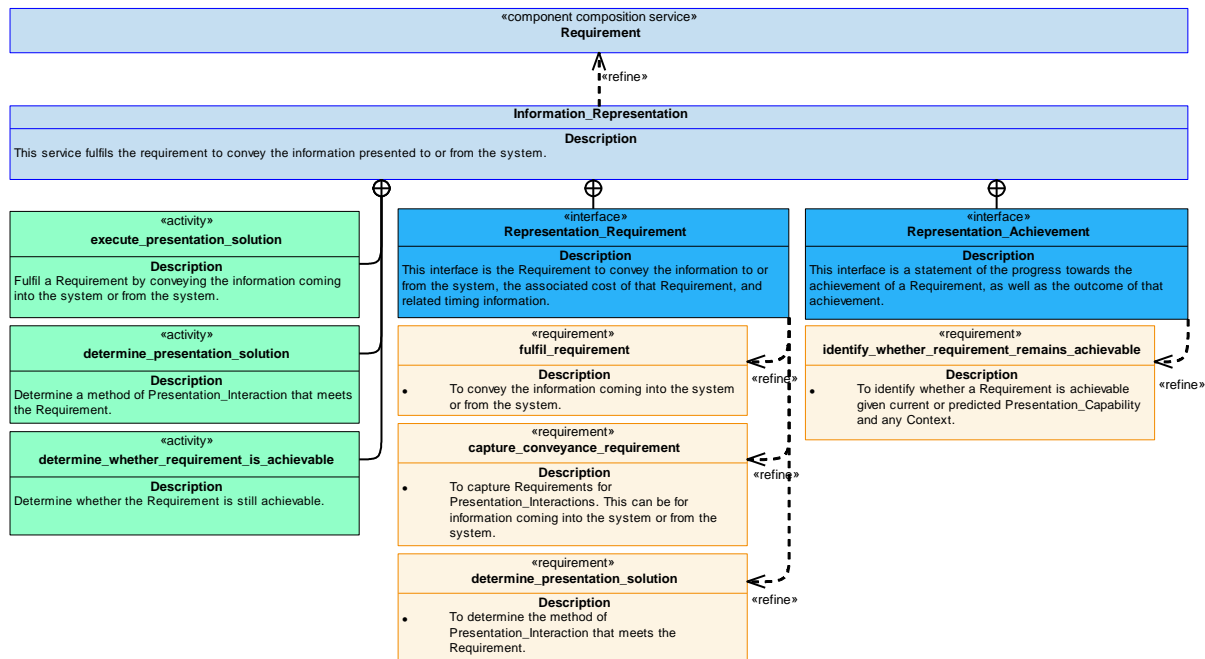 «component composition service»
Requirement
«refine»
Information_Representation
Description
This service fulfils the requirement to convey the information presented to or from the system.
«activity»
execute_presentation_solution
Description
Fulfil a Requirement by conveying the information coming
into the system or from the system.
«activity»
determine_presentation_solution
Description
Determine a method of Presentation_Interaction that meets
the Requirement.
«activity»
determine_whether_requirement_is_achievable
Description
Determine whether the Requirement is still achievable.
«interface»
Representation_Requirement
Description
This interface is the Requirement to convey the information to or
from the system, the associated cost of that Requirement, and
related timing information.
«requirement»
fulfil_requirement
Description
• To convey the information coming into the system
or from the system.
«refine»
«requirement»
capture_conveyance_requirement
Description
• To capture Requirements for
Presentation_Interactions. This can be for
information coming into the system or from the
system.
«refine»
«requirement»
determine_presentation_solution
Description
• To determine the method of
Presentation_Interaction that meets the
Requirement.
«refine»
«interface»
Representation_Achievement
Description
This interface is a statement of the progress towards the
achievement of a Requirement, as well as the outcome of that
achievement.
«requirement»
identify_whether_requirement_remains_achievable
Description
• To identify whether a Requirement is achievable
given current or predicted Presentation_Capability
and any Context.
«refine»